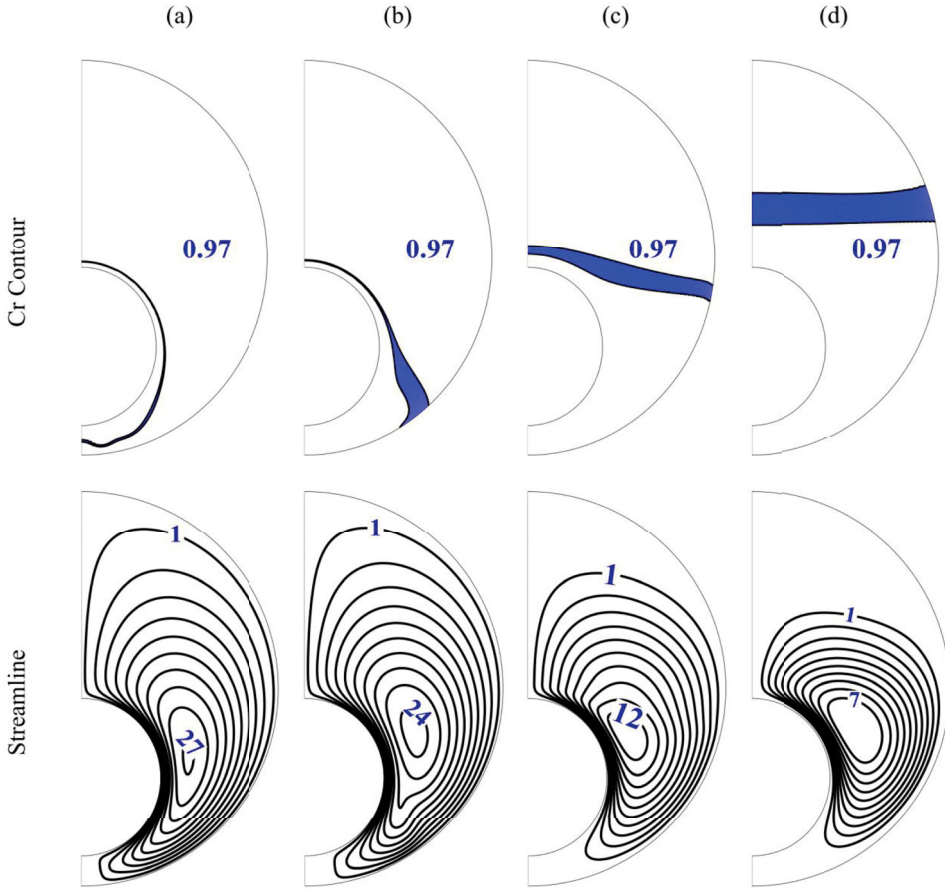 (a) (b) (c) (d)
Cr Contour
0.97 0.97 0.97 0.97
Streamline
1 1 1 1
27 24 12 7